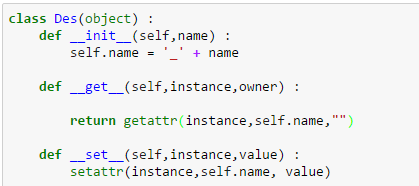 class Des(object) :
    def __init__(self,name) :
        self.name = '_' + name
    def __get__(self,instance,owner) :
        return getattr(instance,self.name,"")
    def __set__(self,instance,value) :
        setattr(instance,self.name, value)